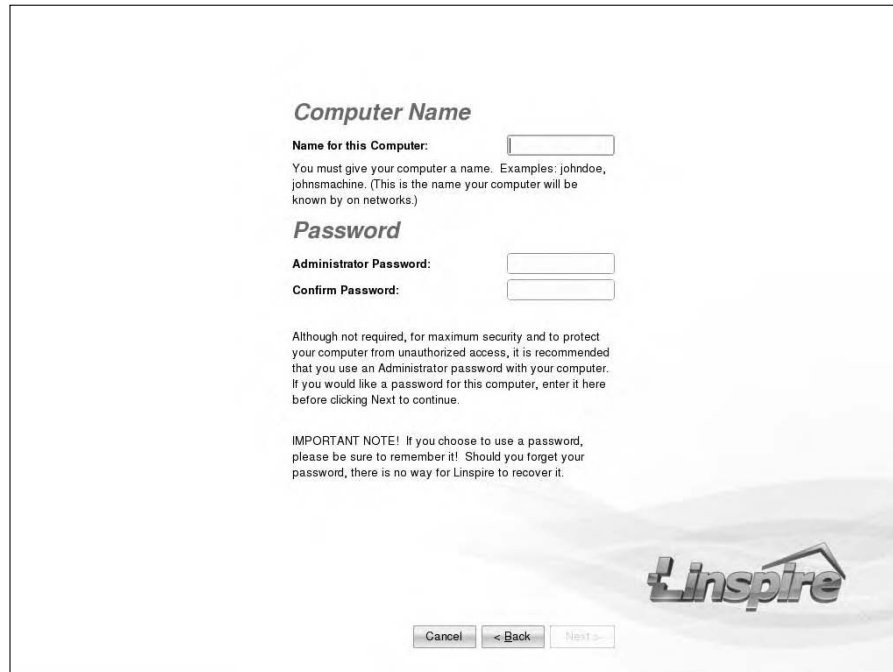 Computer Name
Name for this Computer:
You must give your computer a name. Examples: johndoe,
johnsmachine. (This is the name your computer will be
known by on networks.)
Password
Administrator Password:
Confirm Password:
Although not required, for maximum security and to protect
your computer from unauthorized access, it is recommended
that you use an Administrator password with your computer.
If you would like a password for this computer, enter it here
before clicking Next to continue.
IMPORTANT NOTE! If you choose to use a password,
please be sure to remember it! Should you forget your
password, there is no way for Linspire to recover it.
Linspire
Cancel < Back Next >